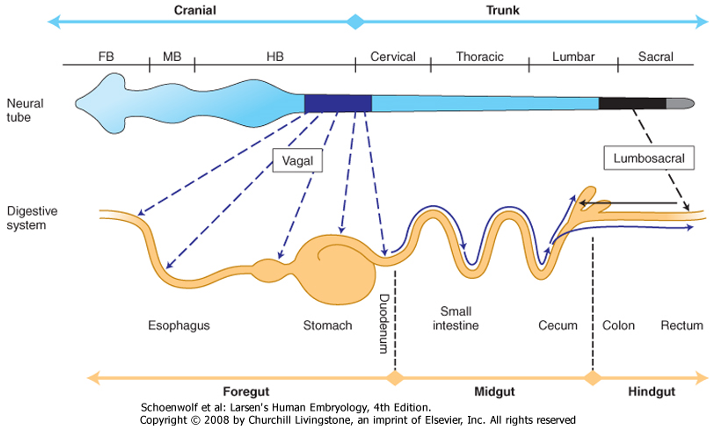 Cranial Trunk
FB MB HB Cervical Thoracic Lumbar Sacral
Neural
tube
Vagal
Lumbosacral
Digestive
system
Esophagus Stomach Duodenum Small
intestine Cecum Colon Rectum
Foregut Midgut Hindgut
Schoenwolf et al: Larsen's Human Embryology, 4th Edition.
Copyright © 2008 by Churchill Livingstone, an imprint of Elsevier, Inc. All rights reserved